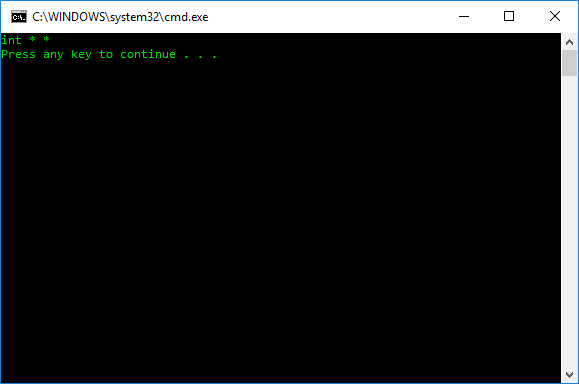 C:\WINDOWS\system32\cmd.exe
int * *
Press any key to continue . . .